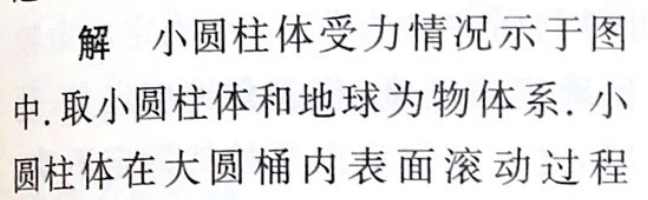 解 小圆柱体受力情况示于图
中.取小圆柱体和地球为物体系.小
圆柱体在大圆桶内表面滚动过程